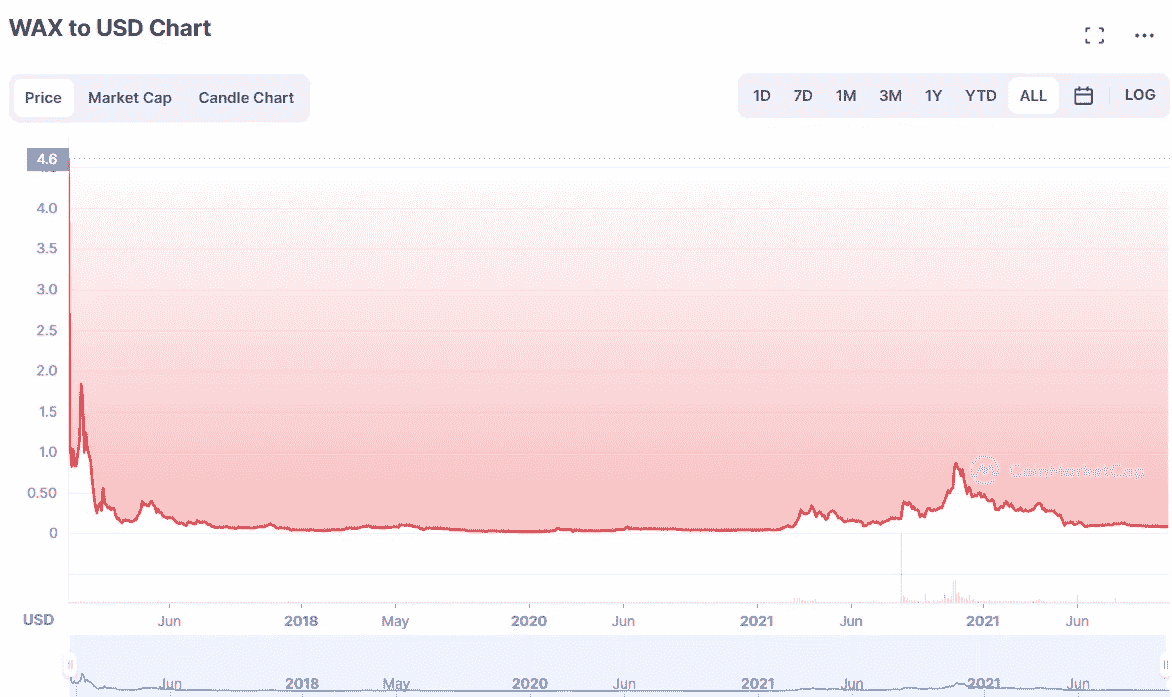 WAX to USD Chart
Price Market Cap Candle Chart
1D 7D 1M 3M 1Y YTD ALL LOG
4.6
4.0
3.5
3.0
2.5
2.0
1.5
1.0
0.50
0
CoinMarketCap
USD Jun 2018 May 2020 Jun 2021 Jun 2021 Jun
Jun 2018 May 2020 Jun 2021 Jun 2021 Jun